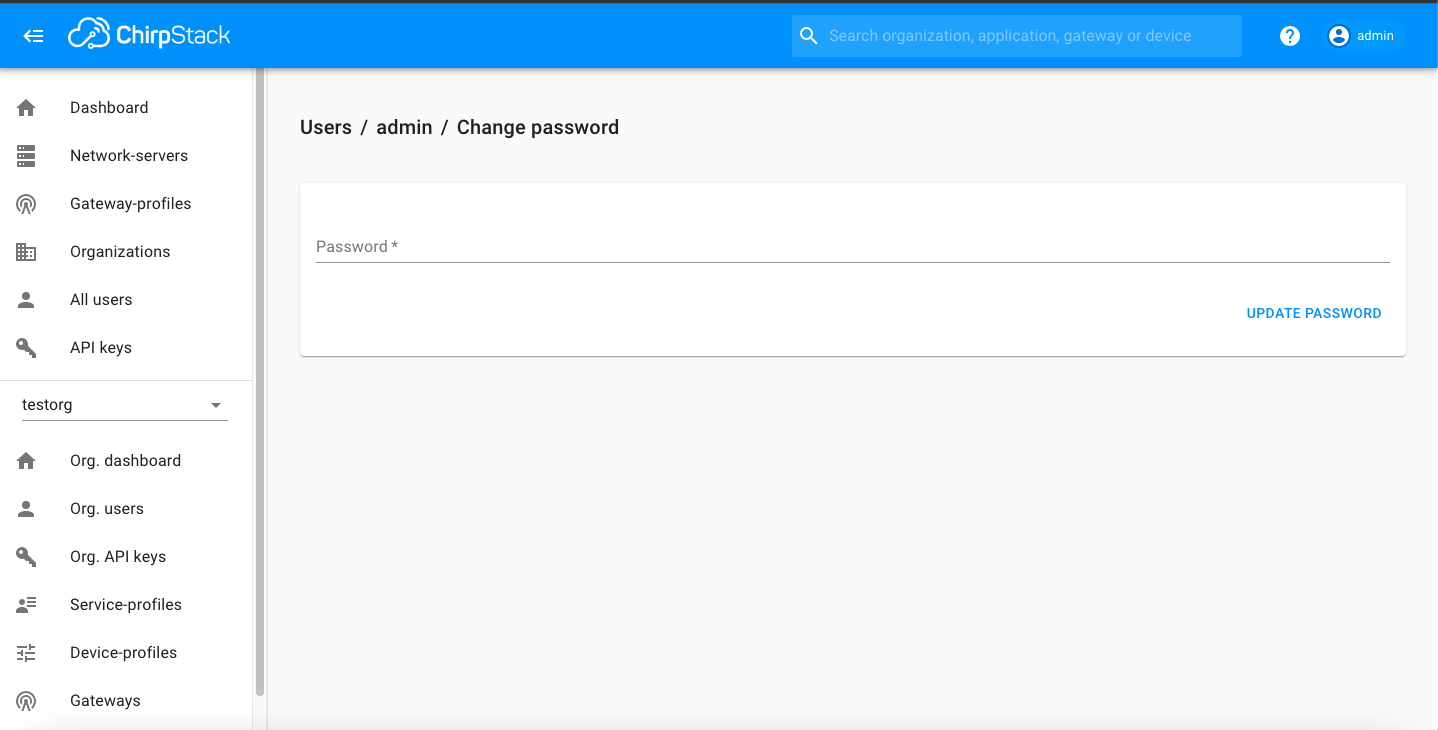 ChirpStack
Search organization, application, gateway or device
?
admin
Dashboard
Network-servers
Gateway-profiles
Organizations
All users
API keys
testorg
Org. dashboard
Org. users
Org. API keys
Service-profiles
Device-profiles
Gateways
Users / admin / Change password
Password *
UPDATE PASSWORD